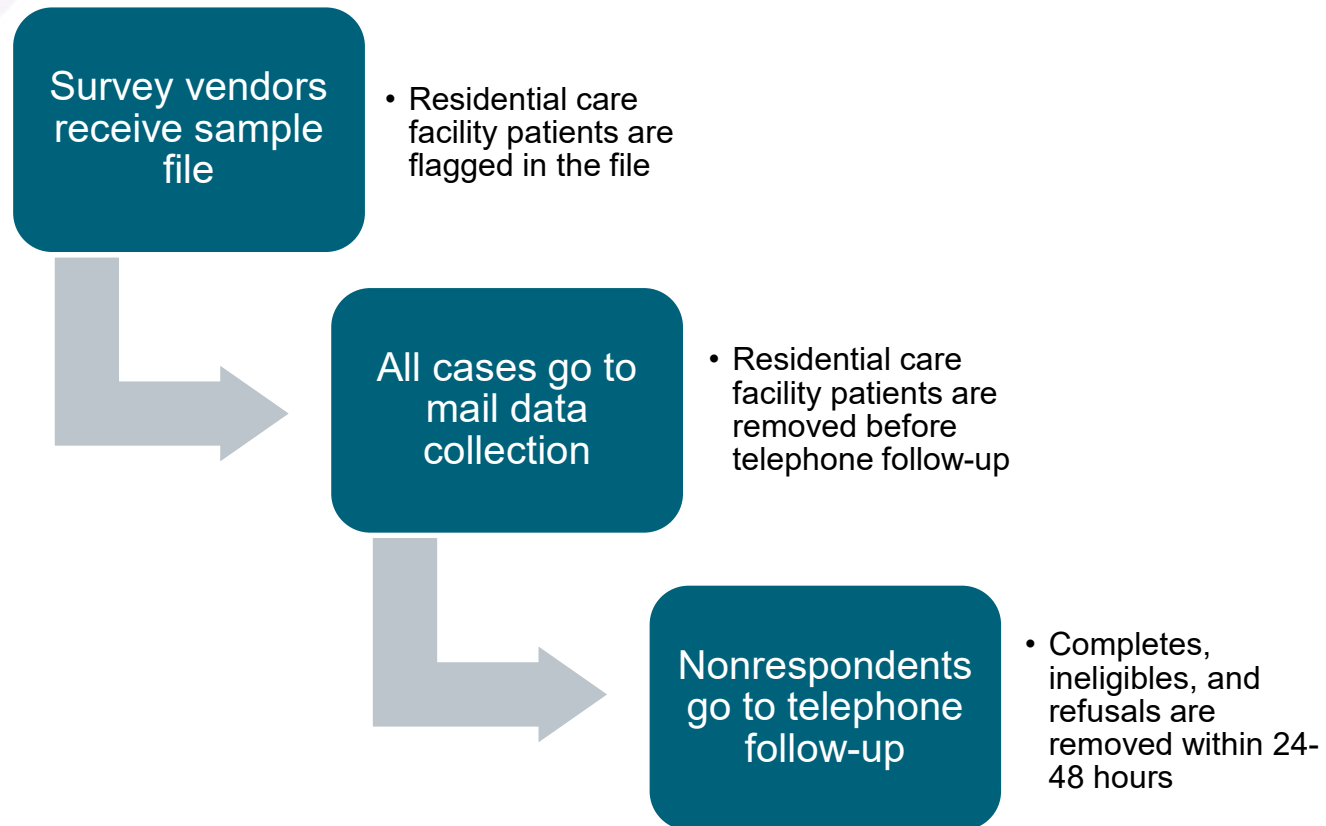 Survey vendors
receive sample
file
• Residential care
facility patients are
flagged in the file
All cases go to
mail data
collection
• Residential care
facility patients are
removed before
telephone follow-up
Nonrespondents
go to telephone
follow-up
• Completes,
ineligibles, and
refusals are
removed within 24-
48 hours